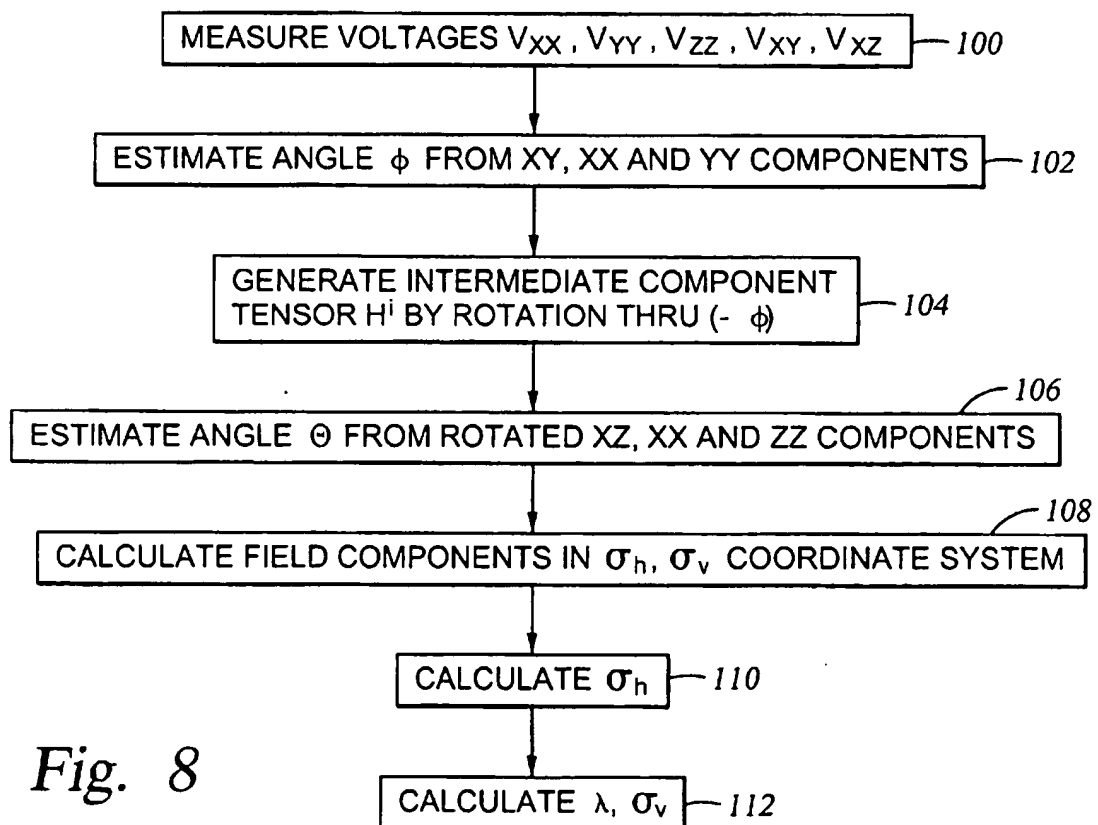 MEASURE VOLTAGES VXX , VYY , VZZ , VXY , VXZ
100
ESTIMATE ANGLE ϕ FROM XY, XX AND YY COMPONENTS
102
GENERATE INTERMEDIATE COMPONENT
TENSOR Hⁱ BY ROTATION THRU (- ϕ)
104
106
ESTIMATE ANGLE Θ FROM ROTATED XZ, XX AND ZZ COMPONENTS
108
CALCULATE FIELD COMPONENTS IN σh, σv COORDINATE SYSTEM
CALCULATE σh
110
Fig. 8
CALCULATE λ, σv
112